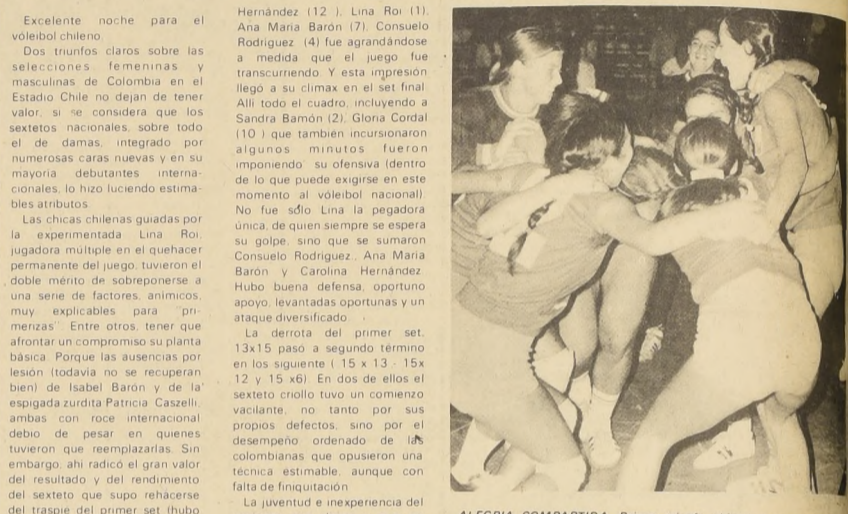 Excelente noche para el
vóleibol chileno.
Dos triunfos claros sobre las
selecciones femeninas y
masculinas de Colombia en el
Estadio Chile no dejan de tener
valor, si se considera que los
sextetos nacionales, sobre todo
el de damas, integrado por
numerosas caras nuevas y en su
mayoria debutantes interna-
cionales, lo hizo luciendo estima-
bles atributos.
Las chicas chilenas guiadas por
la experimentada Lina Roi,
jugadora múltiple en el quehacer
permanente del juego, tuvieron el
doble mérito de sobreponerse a
una serie de factores, animicos,
muy explicables para "pri-
merizas". Entre otros, tener que
afrontar un compromiso su planta
básica. Porque las ausencias por
lesión (todavia no se recuperan
bien) de Isabel Barón y de la
espigada zurdita Patricia Caszelli,
ambas con roce internacional
debio de pesar en quienes
tuvieron que reemplazarlas. Sin
embargo, ahi radicó el gran valor
del resultado y del rendimiento
del sexteto que supo rehacerse
del traspié del primer set (hubo
Hernández (12 ), Lina Roi (1),
Ana Maria Barón (7), Consuelo
Rodriguez (4) fue agrandándose
a medida que el juego fue
transcurriendo. Y esta impresión
llegó a su climax en el set final.
Alli todo el cuadro, incluyendo a
Sandra Bamón (2), Gloria Cordal
(10 ) que también incursionaron
algunos minutos fueron
imponiendo su ofensiva (dentro
de lo que puede exigirse en este
momento al vóleibol nacional).
No fue sólo Lina la pegadora
única, de quien siempre se espera
su golpe, sino que se sumaron
Consuelo Rodriguez., Ana Maria
Barón y Carolina Hernández.
Hubo buena defensa, oportuno
apoyo, levantadas oportunas y un
ataque diversificado.
La derrota del primer set,
13x15 pasó a segundo término
en los siguiente ( 15 x 13 - 15x
12 y 15 x6). En dos de ellos el
sexteto criollo tuvo un comienzo
vacilante, no tanto por sus
propios defectos, sino por el
desempeño ordenado de las
colombianas que opusieron una
técnica estimable, aunque con
falta de finiquitación.
La juventud e inexperiencia del
ALEGRIA COMPARTIDA.